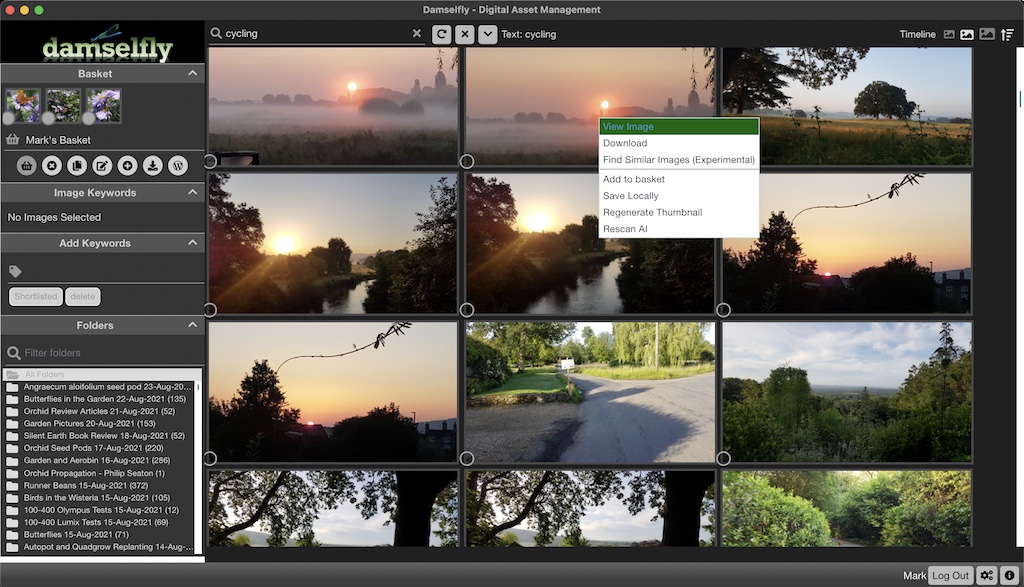 Damselfly - Digital Asset Management
damselfly
cycling
Text: cycling
Timeline
Basket
Mark's Basket
Image Keywords
No Images Selected
Add Keywords
Shortlisted
delete
Folders
Filter folders
All Folders
Angraecum aloifolium seed pod 23-Aug-20...
Butterflies in the Garden 22-Aug-2021 (135)
Orchid Review Articles 21-Aug-2021 (52)
Garden Pictures 20-Aug-2021 (153)
Silent Earth Book Review 18-Aug-2021 (52)
Orchid Seed Pods 17-Aug-2021 (220)
Garden and Aerobin 16-Aug-2021 (286)
Orchid Propagation - Philip Seaton (1)
Runner Beans 15-Aug-2021 (372)
Birds in the Wisteria 15-Aug-2021 (105)
100-400 Olympus Tests 15-Aug-2021 (12)
100-400 Lumix Tests 15-Aug-2021 (69)
Butterflies 15-Aug-2021 (71)
Autopot and Quadgrow Replanting 14-Aug-...
View Image
Download
Find Similar Images (Experimental)
Add to basket
Save Locally
Regenerate Thumbnail
Rescan AI
Mark
Log Out